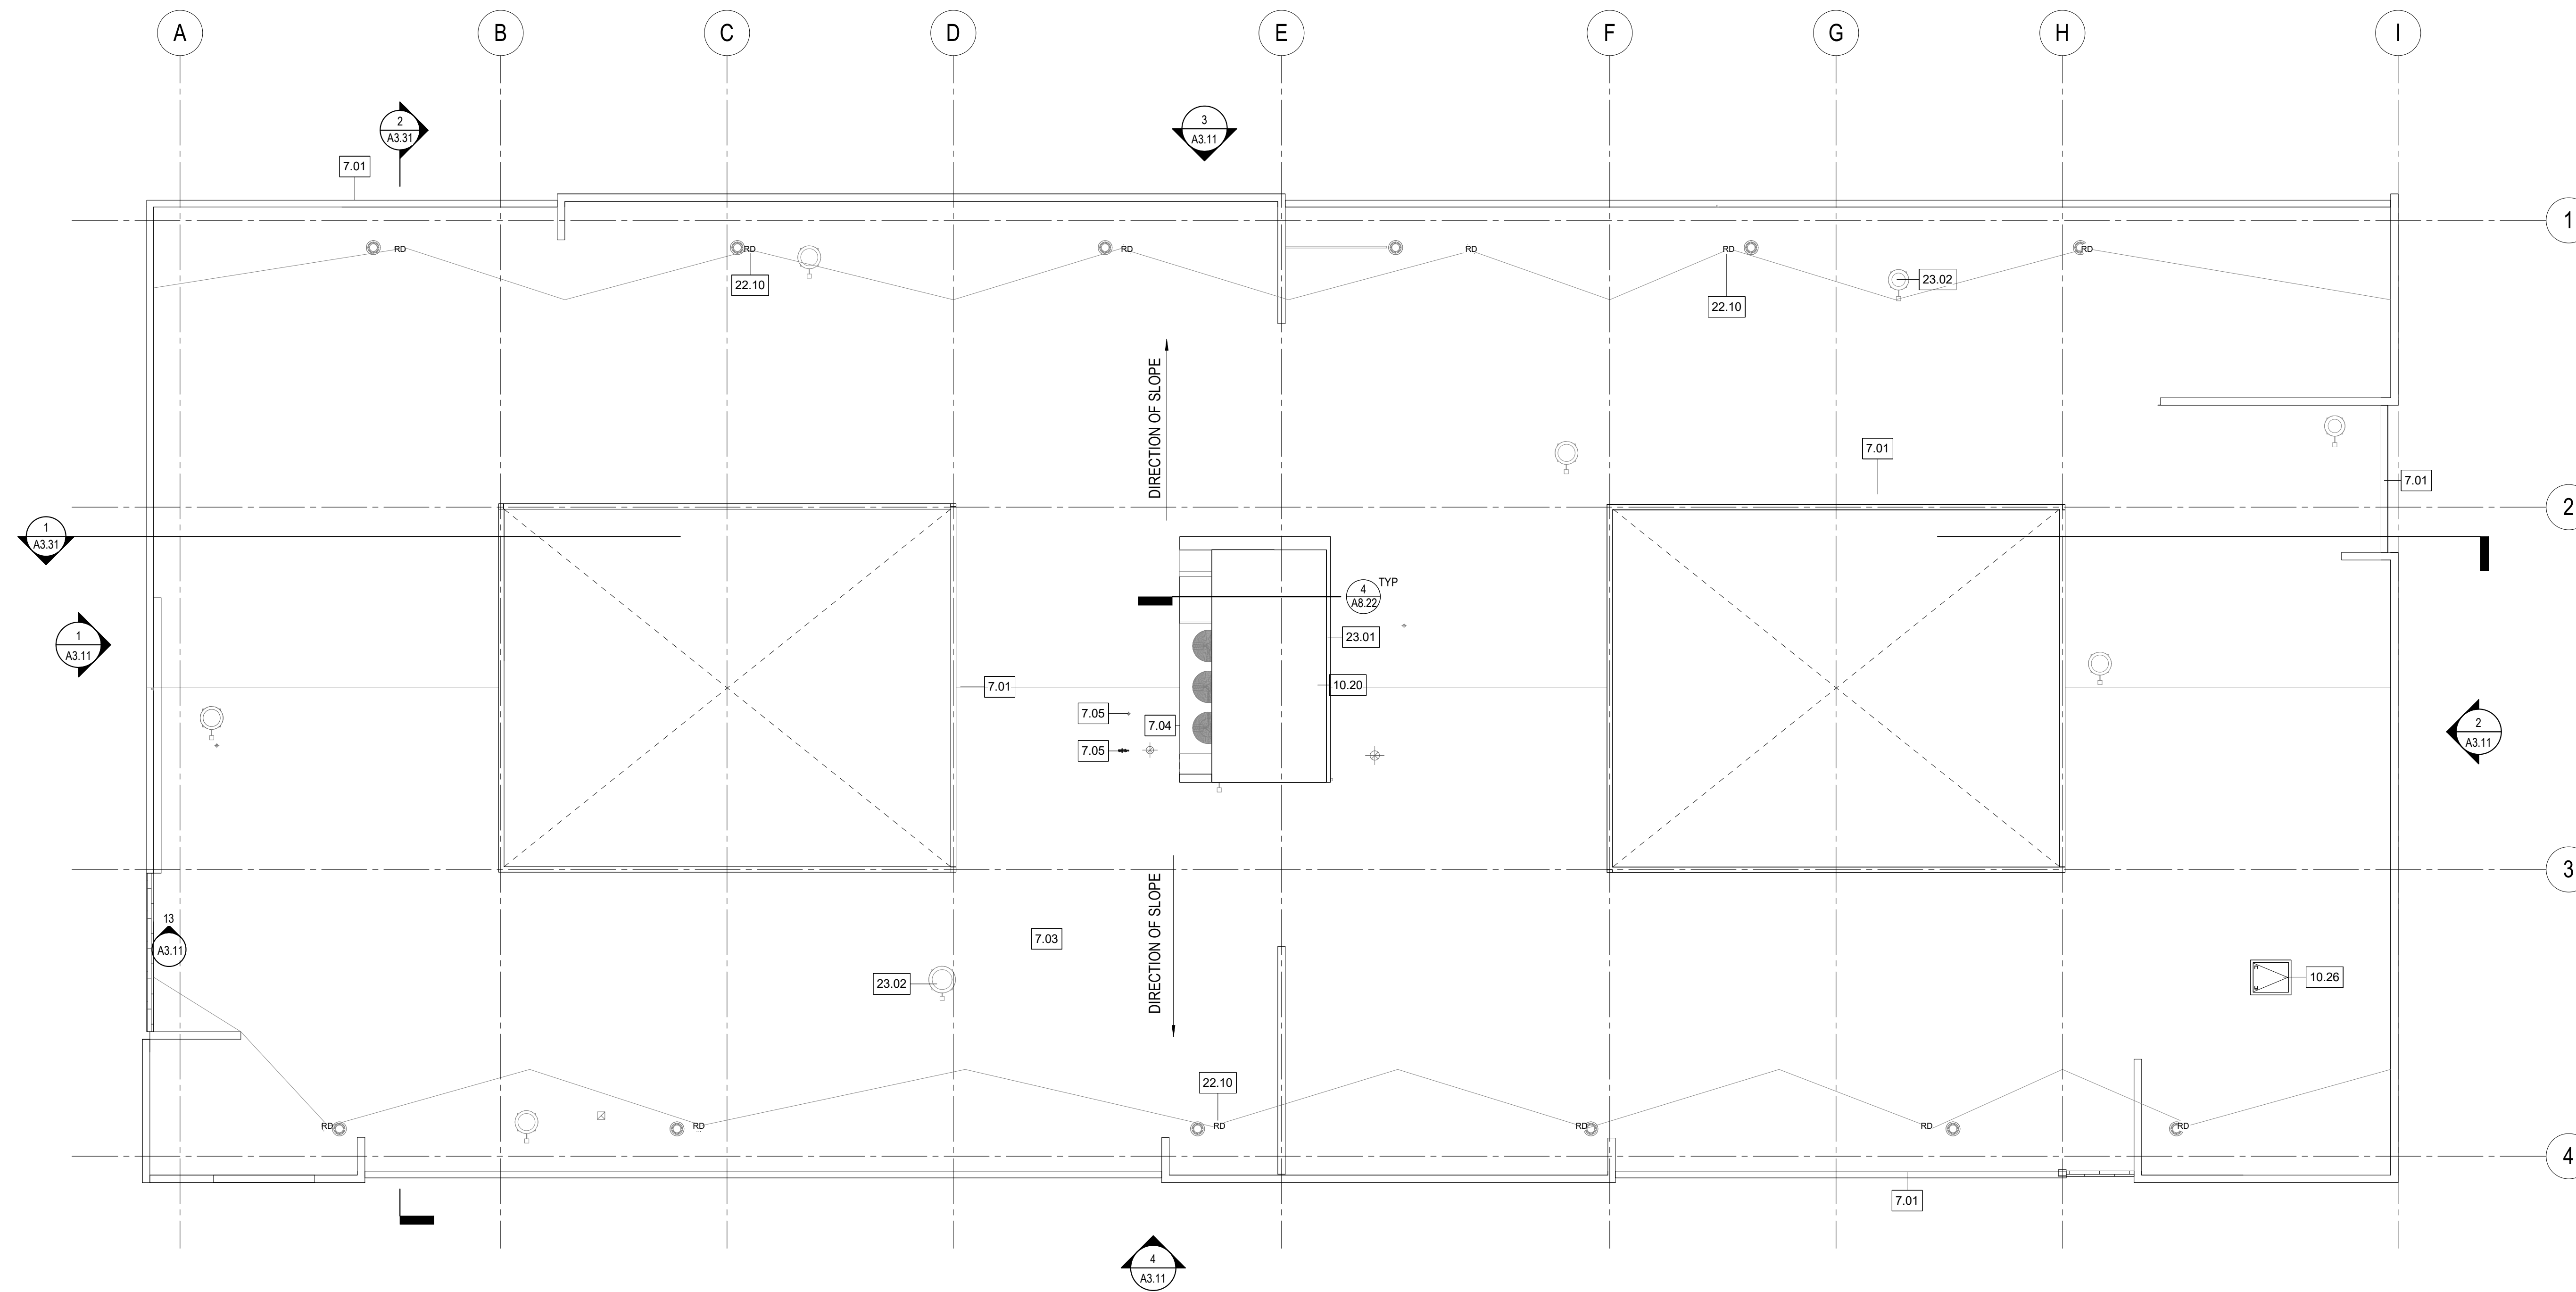 A
B
C
D
E
F
G
H
I
2
A3.31
3
A3.11
7.01
1
RD
RD
RD
RD
RD
RD
22.10
23.02
22.10
DIRECTION OF SLOPE
7.01
7.01
2
1
A3.31
4
A8.22
TYP
1
A3.11
23.01
7.01
10.20
7.05
7.04
7.05
2
A3.11
3
13
A3.11
DIRECTION OF SLOPE
7.03
23.02
10.26
22.10
RD
RD
RD
RD
RD
RD
4
7.01
4
A3.11